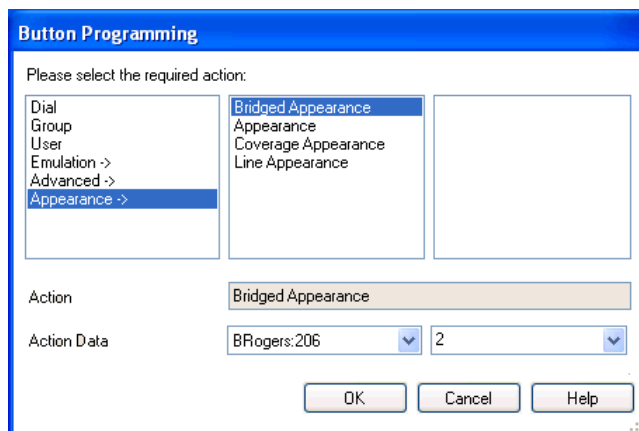 Button Programming
Please select the required action:
Dial
Group
User
Emulation ->
Advanced ->
Appearance ->
Bridged Appearance
Appearance
Coverage Appearance
Line Appearance
Action
Bridged Appearance
Action Data
BRogers:206
2
OK
Cancel
Help